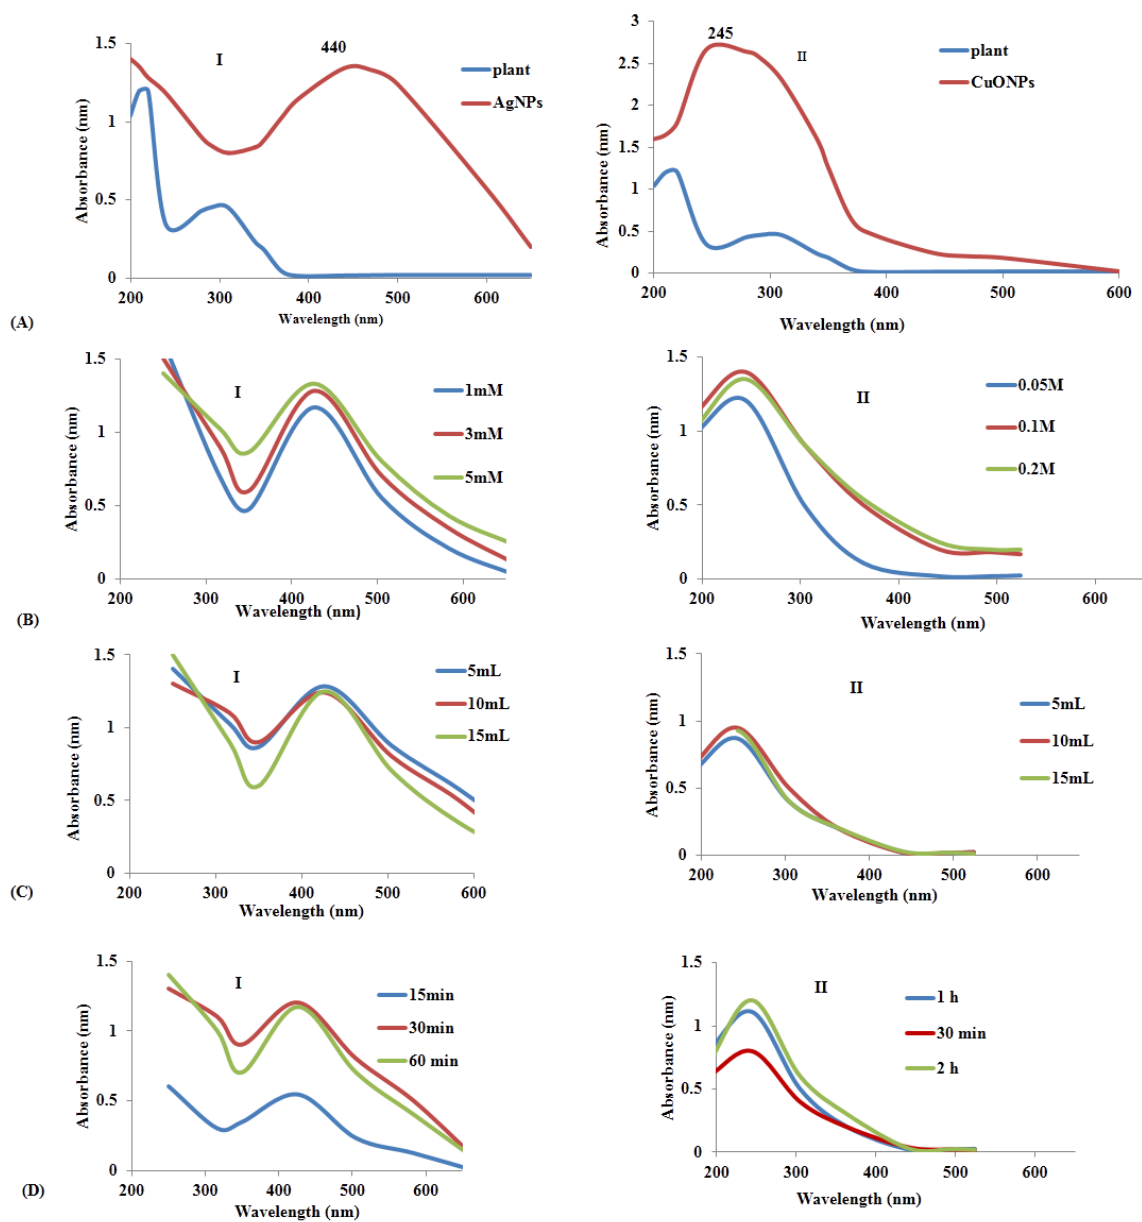 1.5
1
0.5
0
200
300
400
500
600
I
440
plant
AgNPs
Absorbance (nm)
Wavelength (nm)
3
2.5
2
1.5
1
0.5
0
200
300
400
500
600
245
II
plant
CuONPs
Absorbance (nm)
Wavelength (nm)
(A)
1.5
1
0.5
0
200
300
400
500
600
I
1mM
3mM
5mM
Absorbance (nm)
Wavelength (nm)
1.5
1
0.5
0
200
300
400
500
600
II
0.05M
0.1M
0.2M
Absorbance (nm)
Wavelength (nm)
(B)
1.5
1
0.5
0
200
300
400
500
600
I
5mL
10mL
15mL
Absorbance (nm)
Wavelength (nm)
1.5
1
0.5
0
200
300
400
500
600
II
5mL
10mL
15mL
Absorbance (nm)
Wavelength (nm)
(C)
1.5
1
0.5
0
200
300
400
500
600
I
15min
30min
60 min
Absorbance (nm)
Wavelength (nm)
1.5
1
0.5
0
200
300
400
500
600
II
1 h
30 min
2 h
Absorbance (nm)
Wavelength (nm)
(D)